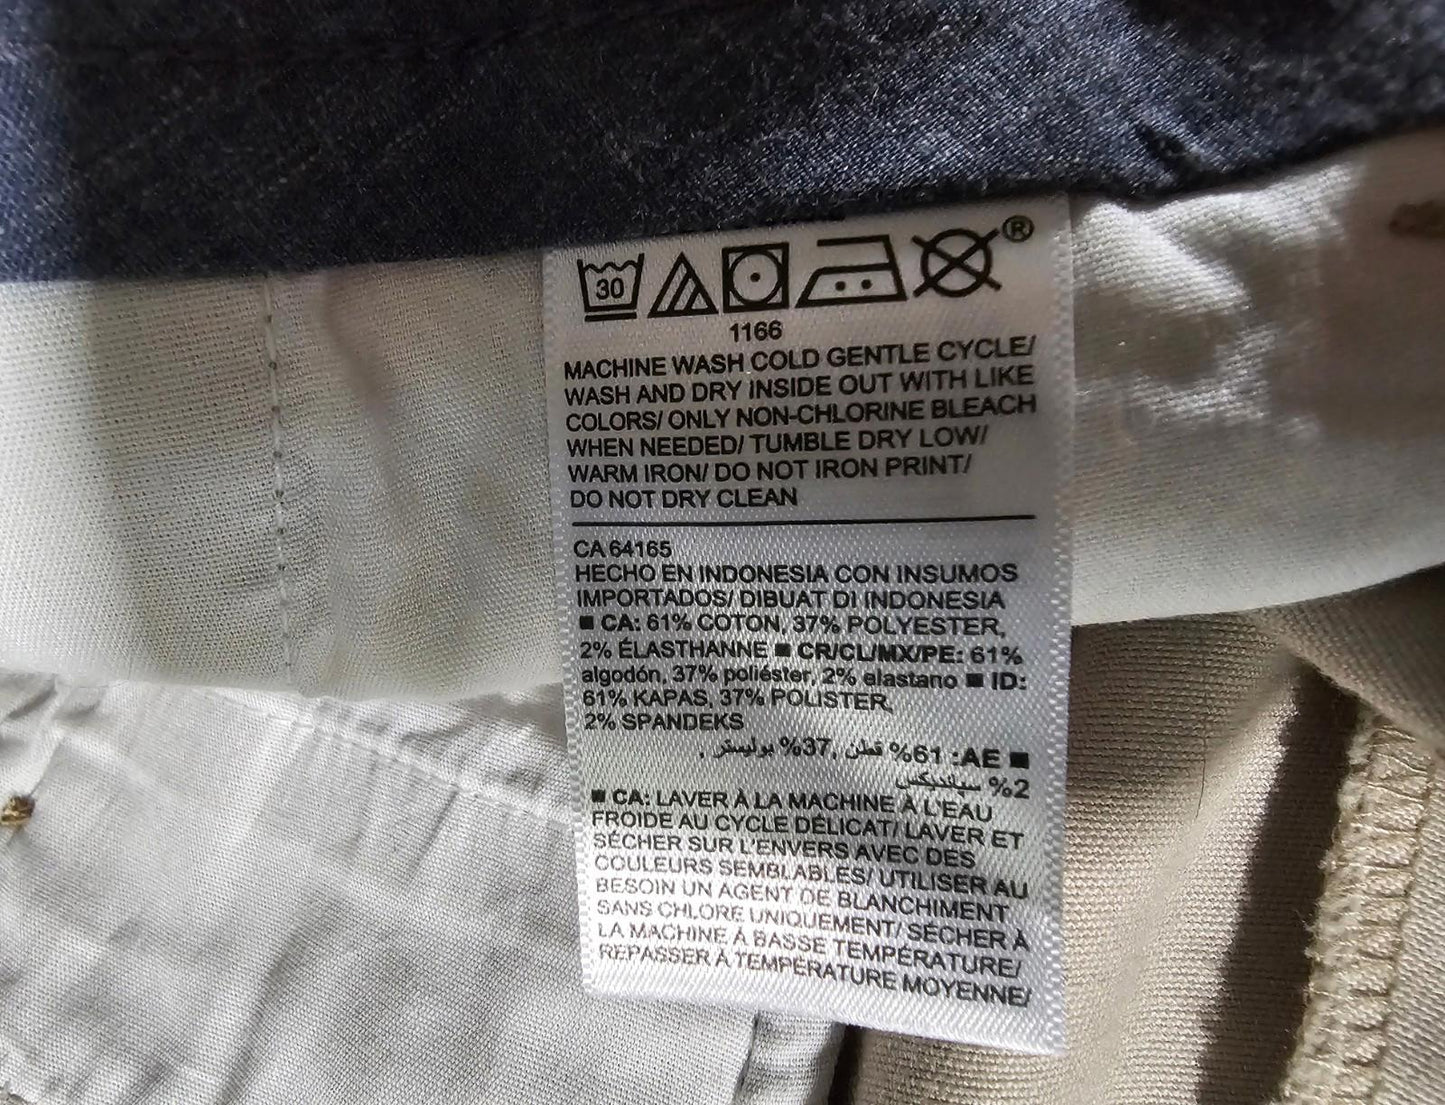 30
®
1166
MACHINE WASH COLD GENTLE CYCLE/
WASH AND DRY INSIDE OUT WITH LIKE
COLORS/ ONLY NON-CHLORINE BLEACH
WHEN NEEDED/ TUMBLE DRY LOW/
WARM IRON/ DO NOT IRON PRINT/
DO NOT DRY CLEAN
CA 64165
HECHO EN INDONESIA CON INSUMOS
IMPORTADOS/ DIBUAT DI INDONESIA
■ CA: 61% COTON, 37% POLYESTER,
2% ÉLASTHANNE ■ CR/CL/MX/PE: 61%
algodón, 37% poliéster, 2% elastano ■ ID:
61% KAPAS, 37% POLISTER,
2% SPANDEKS
■ AE: 61% قطن ,37% بوليستر ,
2% سباندیکس
■ CA: LAVER À LA MACHINE À L'EAU
FROIDE AU CYCLE DÉLICAT/ LAVER ET
SÉCHER SUR L'ENVERS AVEC DES
COULEURS SEMBLABLES/ UTILISER AU
BESOIN UN AGENT DE BLANCHIMENT
SANS CHLORE UNIQUEMENT/ SÉCHER À
LA MACHINE À BASSE TEMPÉRATURE/
REPASSER À TEMPÉRATURE MOYENNE/